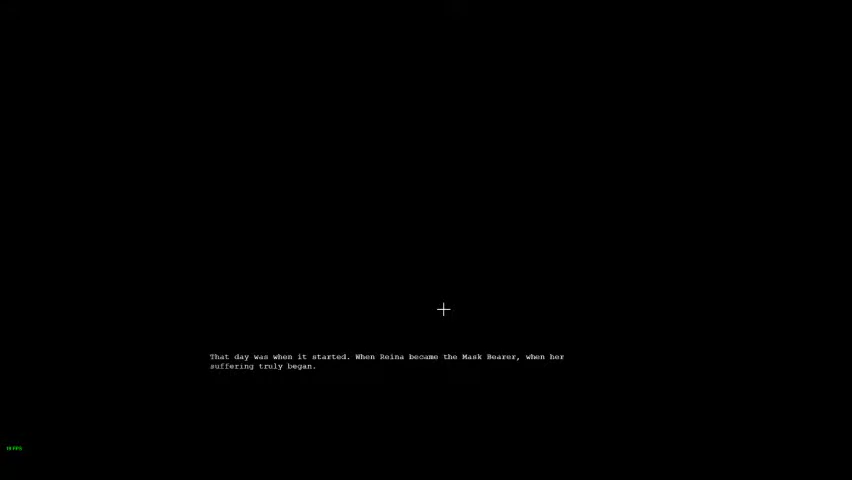 That day was when it started. When Reina became the Mask Bearer, when her
suffering truly began.